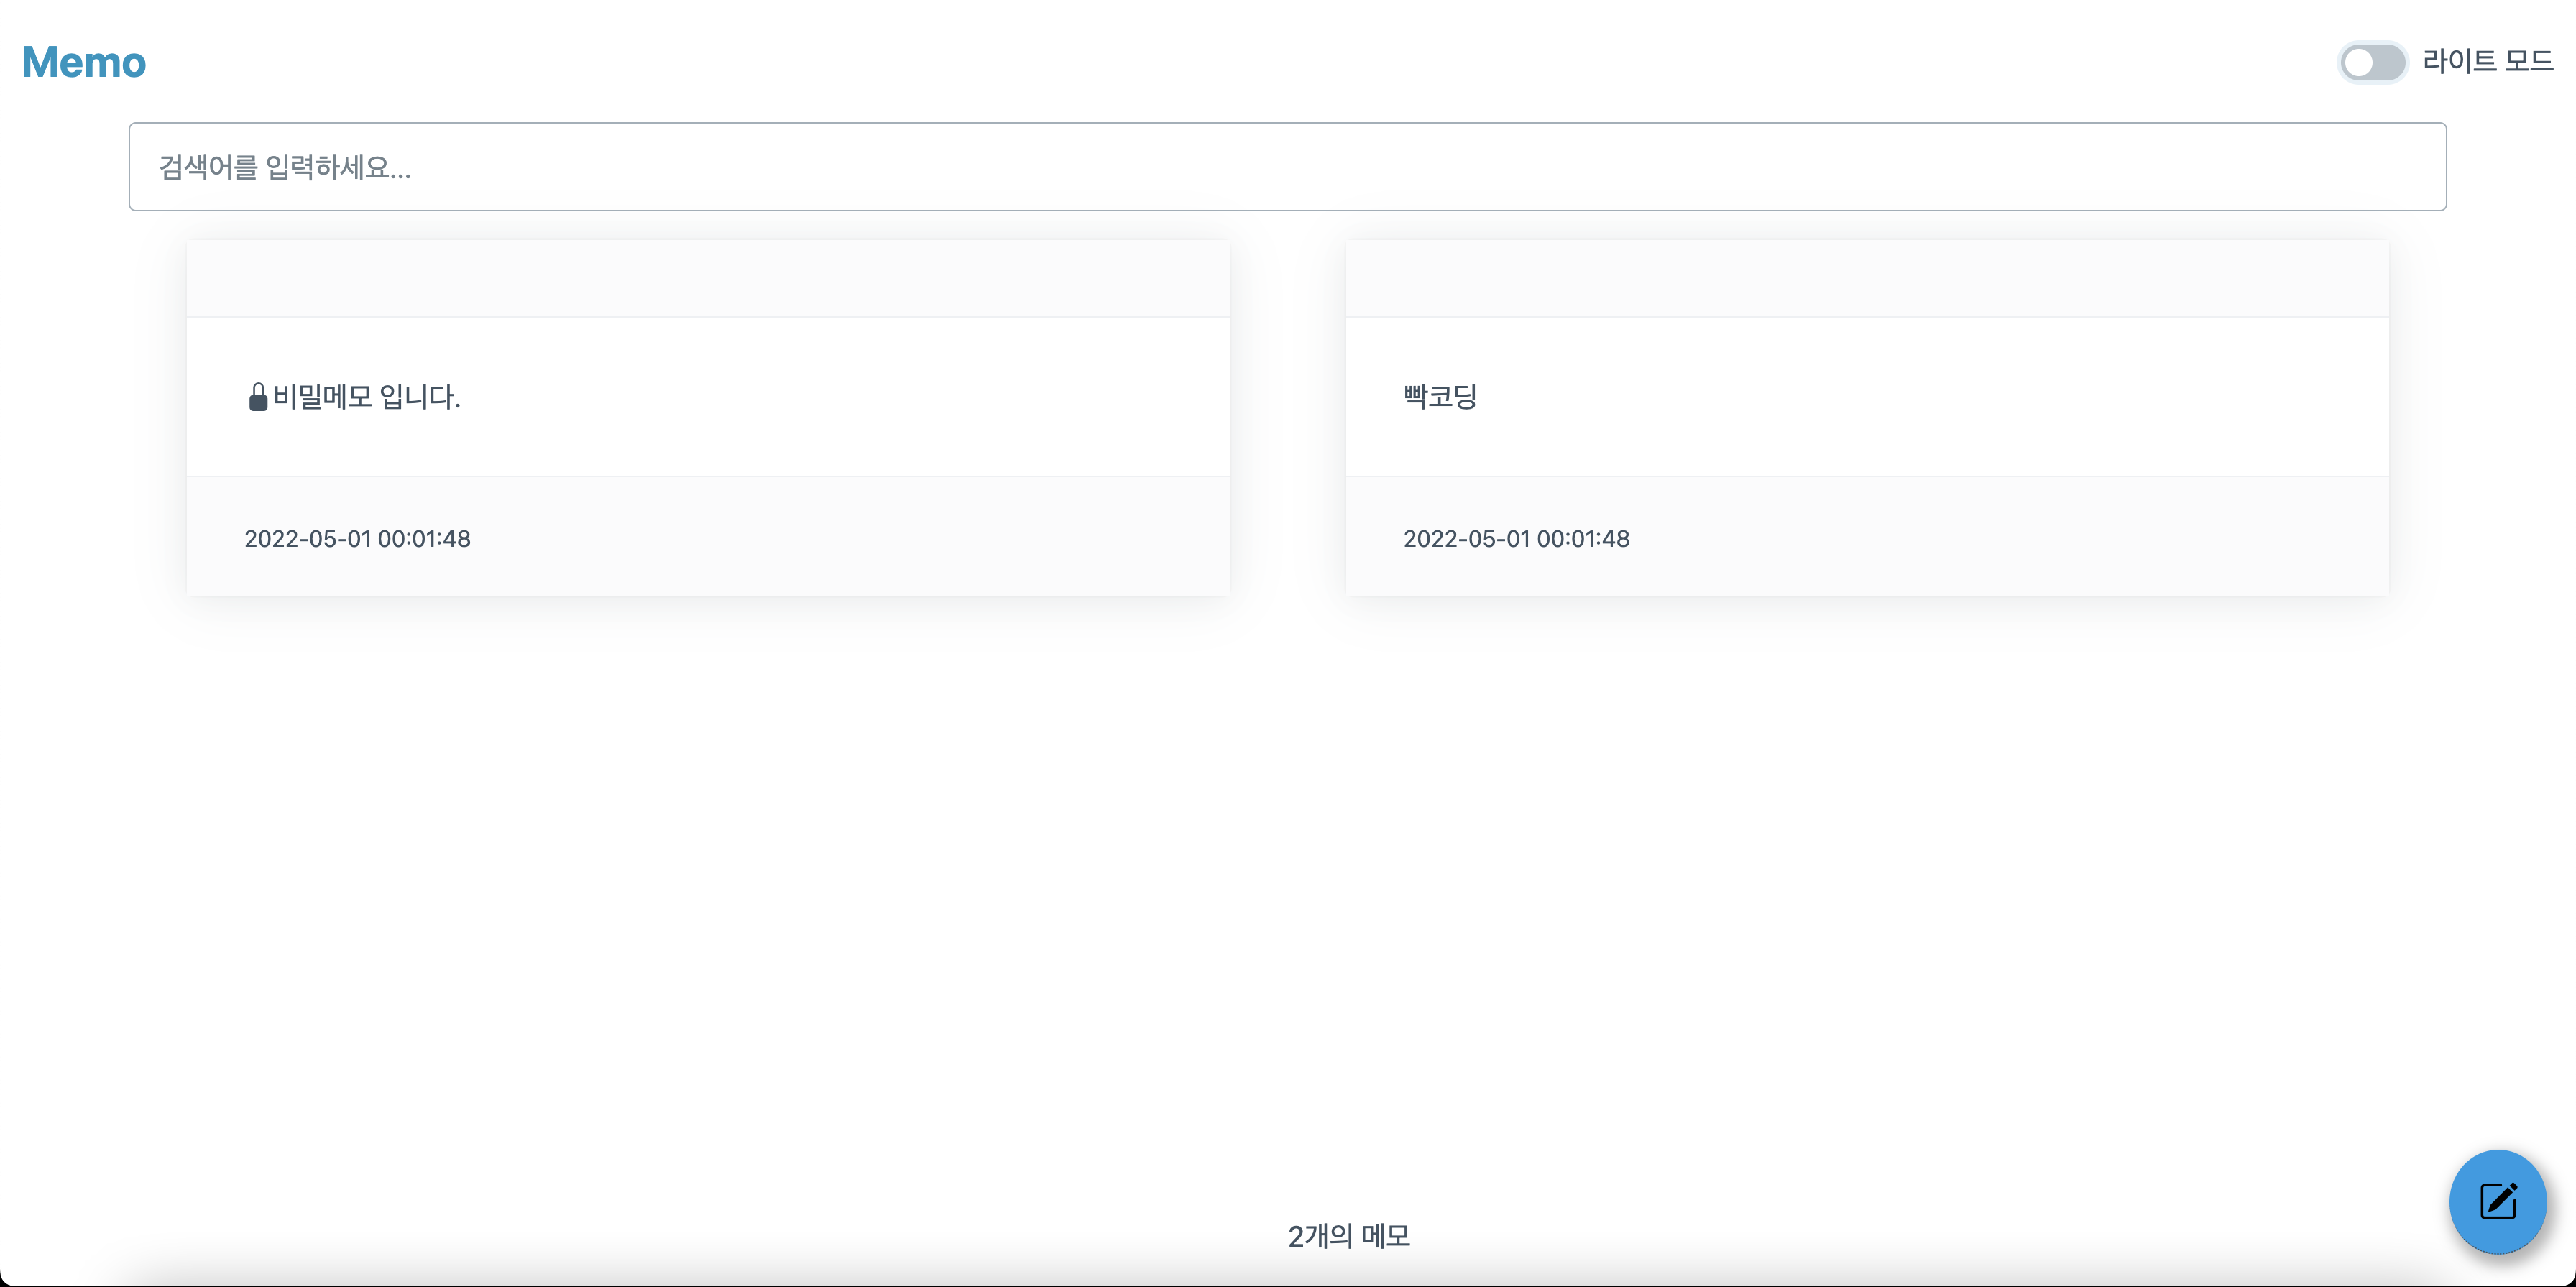 Memo
라이트 모드
검색어를 입력하세요...
비밀메모 입니다.
빡코딩
2022-05-01 00:01:48
2022-05-01 00:01:48
2개의 메모